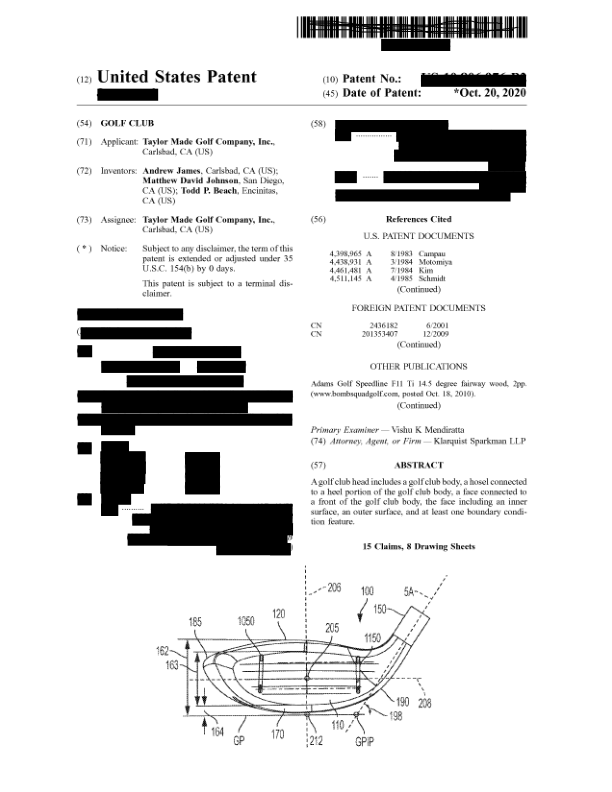 (12) United States Patent
(10) Patent No.:
(45) Date of Patent: *Oct. 20, 2020
(54) GOLF CLUB
(71) Applicant: Taylor Made Golf Company, Inc.,
Carlsbad, CA (US)
(72) Inventors: Andrew James, Carlsbad, CA (US);
Matthew David Johnson, San Diego,
CA (US); Todd P. Beach, Encinitas,
CA (US)
(73) Assignee: Taylor Made Golf Company, Inc.,
Carlsbad, CA (US)
( * ) Notice: Subject to any disclaimer, the term of this
patent is extended or adjusted under 35
U.S.C. 154(b) by 0 days.
This patent is subject to a terminal dis-
claimer.
(58)
(56) References Cited
U.S. PATENT DOCUMENTS
4,398,965 A 8/1983 Campau
4,438,931 A 3/1984 Motomiya
4,461,481 A 7/1984 Kim
4,511,145 A 4/1985 Schmidt
(Continued)
FOREIGN PATENT DOCUMENTS
CN 2436182 6/2001
CN 201353407 12/2009
(Continued)
OTHER PUBLICATIONS
Adams Golf Speedline F11 Ti 14.5 degree fairway wood, 2pp.
(www.bombsquadgolf.com, posted Oct. 18, 2010).
(Continued)
Primary Examiner — Vishu K Mendiratta
(74) Attorney, Agent, or Firm — Klarquist Sparkman LLP
(57) ABSTRACT
A golf club head includes a golf club body, a hosel connected
to a heel portion of the golf club body, a face connected to
a front of the golf club body, the face including an inner
surface, an outer surface, and at least one boundary condi-
tion feature.
15 Claims, 8 Drawing Sheets
206
100
5A
150
120
205
1050
185
1150
162
163
190
208
198
110
170
164
GP
212
GPIP